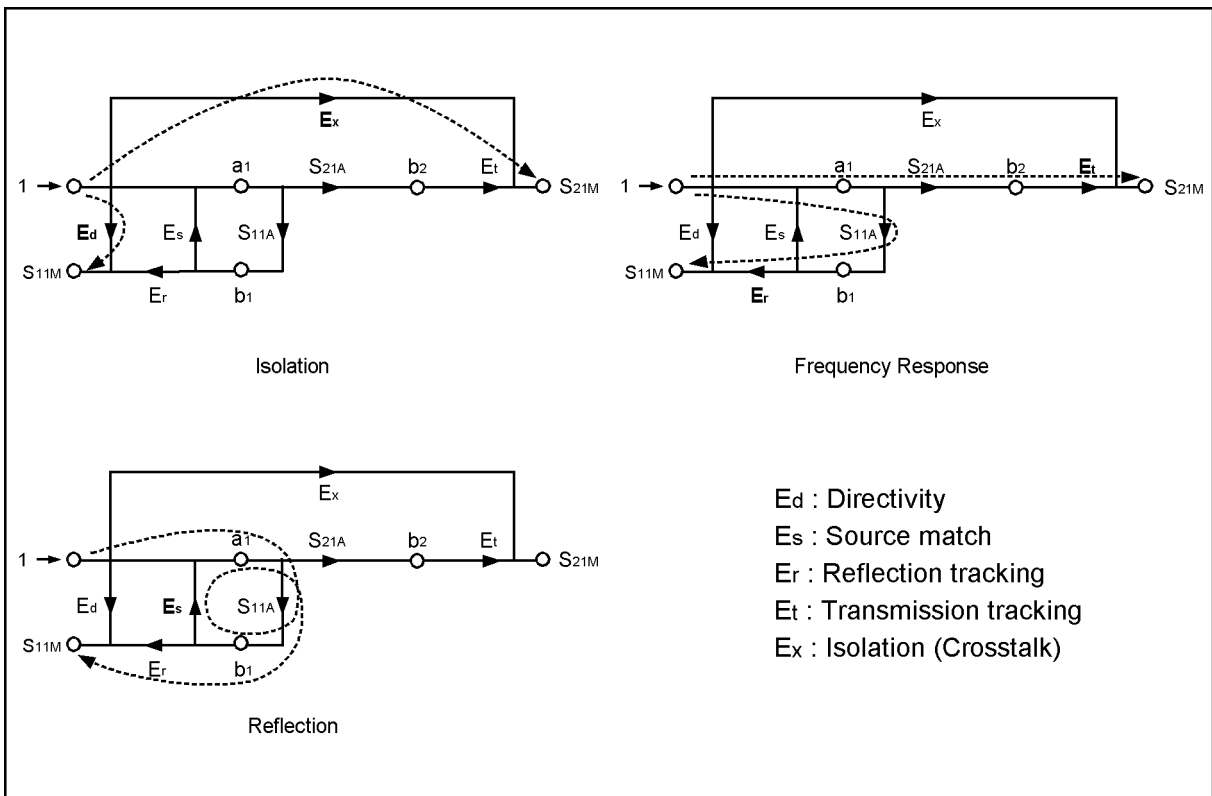 Ex
1
a1
S21A
b2
Et
S21M
Ed
Es
S11A
S11M
Er
b1
Isolation
Ex
1
a1
S21A
b2
Et
S21M
Ed
Es
S11A
S11M
Er
b1
Frequency Response
Ex
1
a1
S21A
b2
Et
S21M
Ed
Es
S11A
S11M
Er
b1
Reflection
Ed : Directivity
Es : Source match
Er : Reflection tracking
Et : Transmission tracking
Ex : Isolation (Crosstalk)